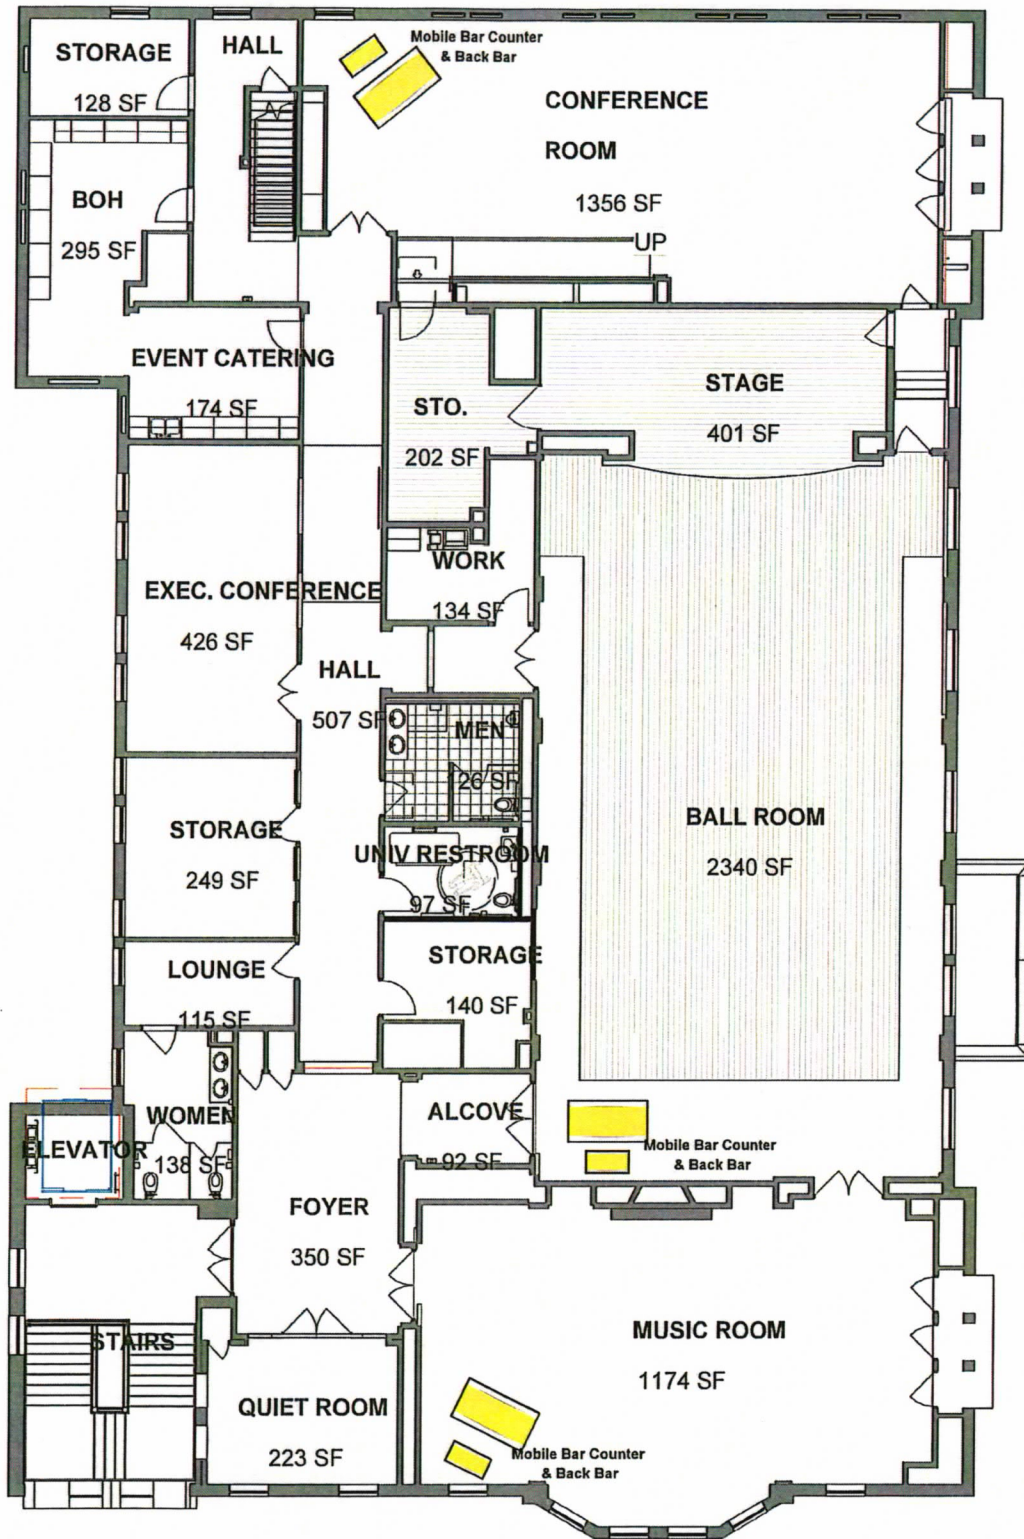 STORAGE
128 SF
HALL
Mobile Bar Counter
& Back Bar
CONFERENCE
ROOM
1356 SF
UP
BOH
295 SF
EVENT CATERING
174 SF
STO.
202 SF
STAGE
401 SF
WORK
134 SF
EXEC. CONFERENCE
426 SF
HALL
507 SF
MEN
126 SF
BALL ROOM
2340 SF
STORAGE
249 SF
UNIV RESTROOM
97 SF
STORAGE
140 SF
LOUNGE
115 SF
WOMEN
138 SF
ELEVATOR
ALCOVE
92 SF
Mobile Bar Counter
& Back Bar
FOYER
350 SF
STAIRS
MUSIC ROOM
1174 SF
QUIET ROOM
223 SF
Mobile Bar Counter
& Back Bar